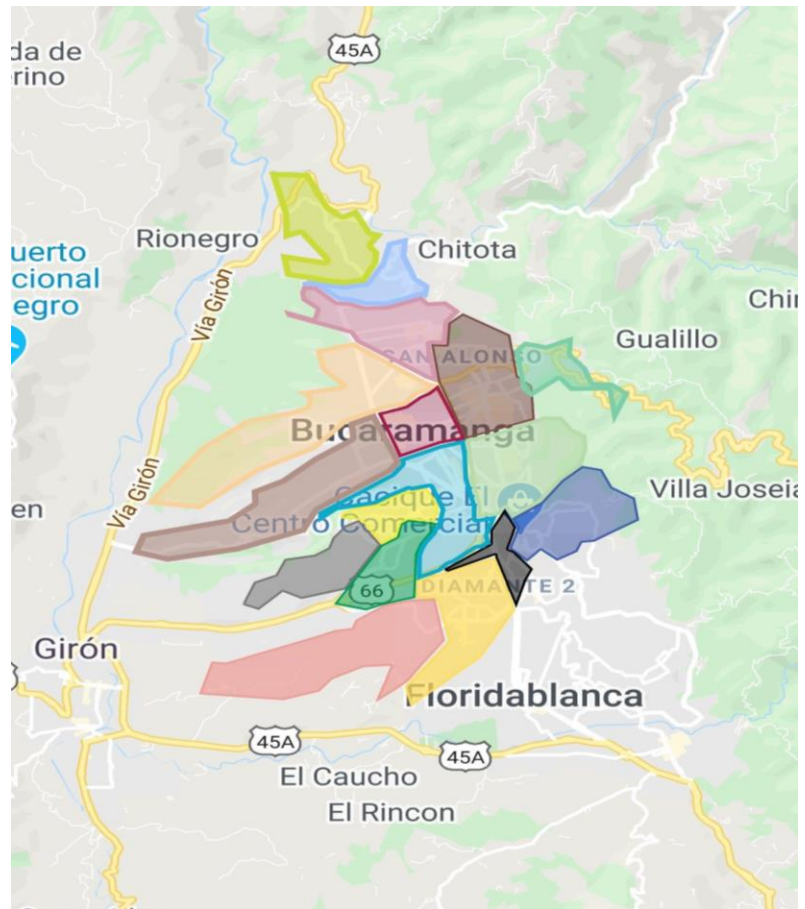 45A
da de
rino
Rionegro
Chitota
uerto
cional
egro
Vía Girón
Chi
Gualillo
SAN ALONSO
Bucaramanga
Villa Joseia
en
Vía Girón
Cacique El
Centro Comercial
66
DIAMANTE 2
Girón
Floridablanca
45A
45A
El Caucho
El Rincon